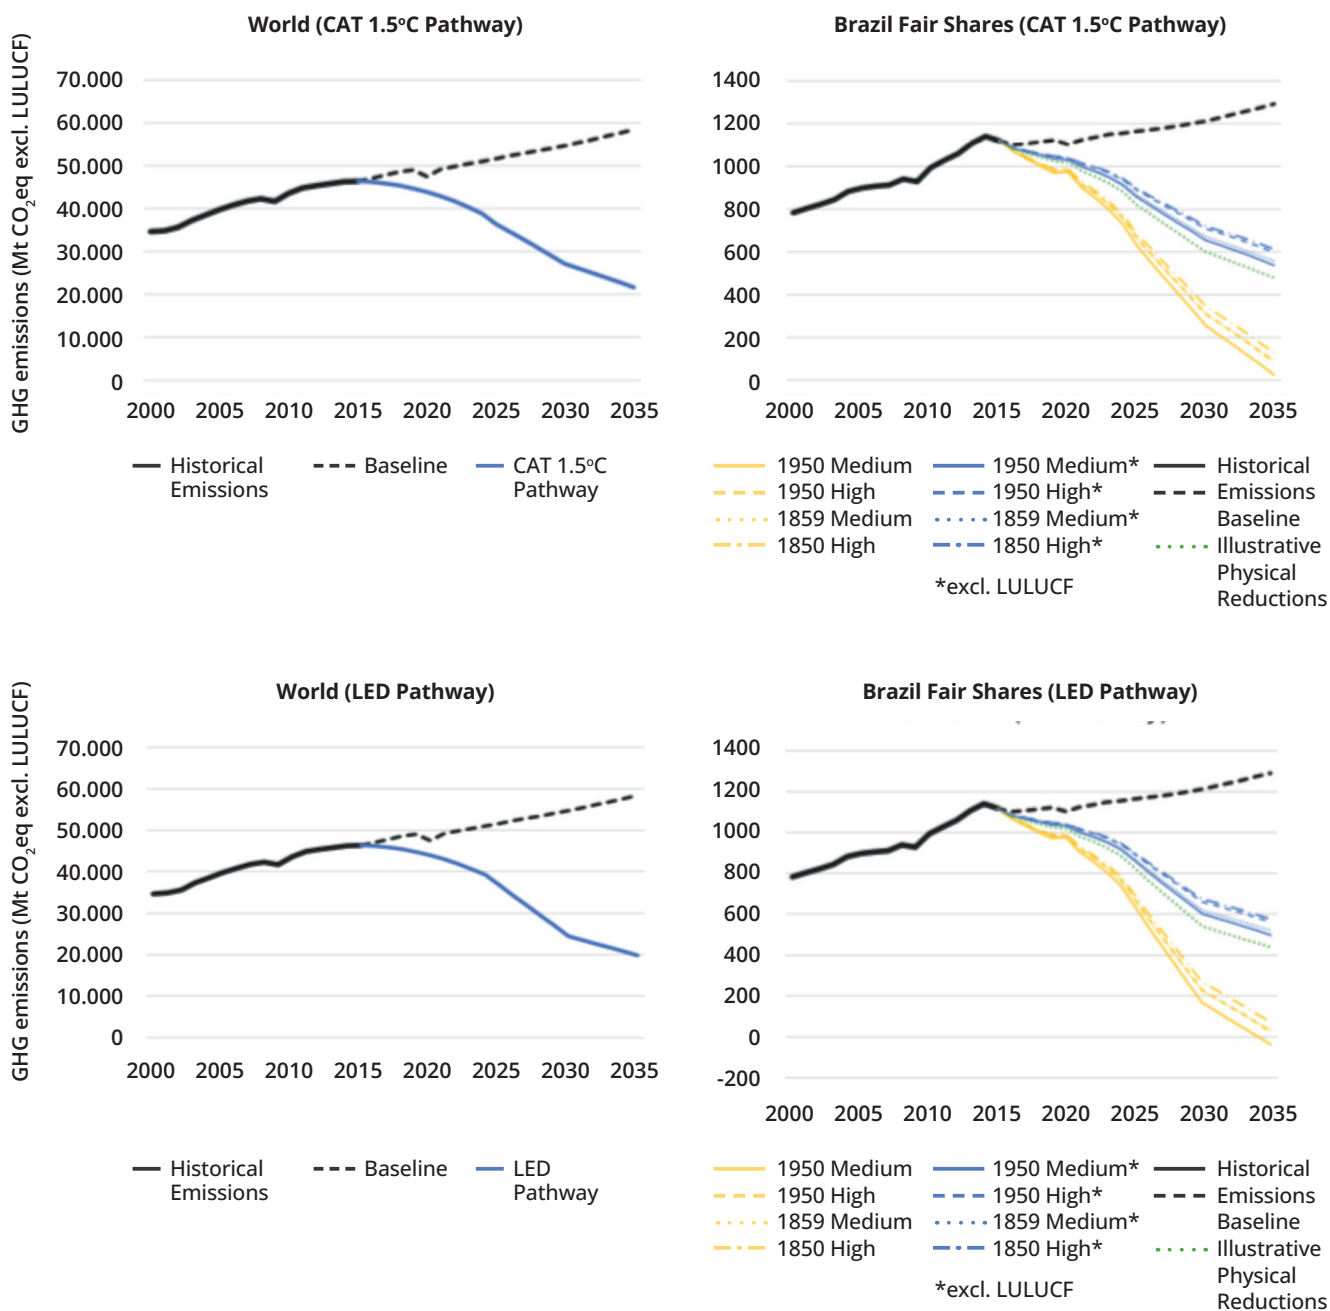 World (CAT 1.5ºC Pathway)
GHG emissions (Mt CO2eq excl. LULUCF)
70.000
60.000
50.000
40.000
30.000
20.000
10.000
0
2000 2005 2010 2015 2020 2025 2030 2035
Historical Emissions
Baseline
CAT 1.5ºC Pathway
Brazil Fair Shares (CAT 1.5ºC Pathway)
1400
1200
1000
800
600
400
200
0
2000 2005 2010 2015 2020 2025 2030 2035
1950 Medium 1950 Medium* Historical
1950 High 1950 High* Emissions
1859 Medium 1859 Medium* Baseline
1850 High 1850 High* Illustrative
Physical
*excl. LULUCF
Reductions
World (LED Pathway)
GHG emissions (Mt CO2eq excl. LULUCF)
70.000
60.000
50.000
40.000
30.000
20.000
10.000
0
2000 2005 2010 2015 2020 2025 2030 2035
Historical Emissions
Baseline
LED Pathway
Brazil Fair Shares (LED Pathway)
1400
1200
1000
800
600
400
200
0
-200
2000 2005 2010 2015 2020 2025 2030 2035
1950 Medium 1950 Medium* Historical
1950 High 1950 High* Emissions
1859 Medium 1859 Medium* Baseline
1850 High 1850 High* Illustrative
Physical
*excl. LULUCF
Reductions